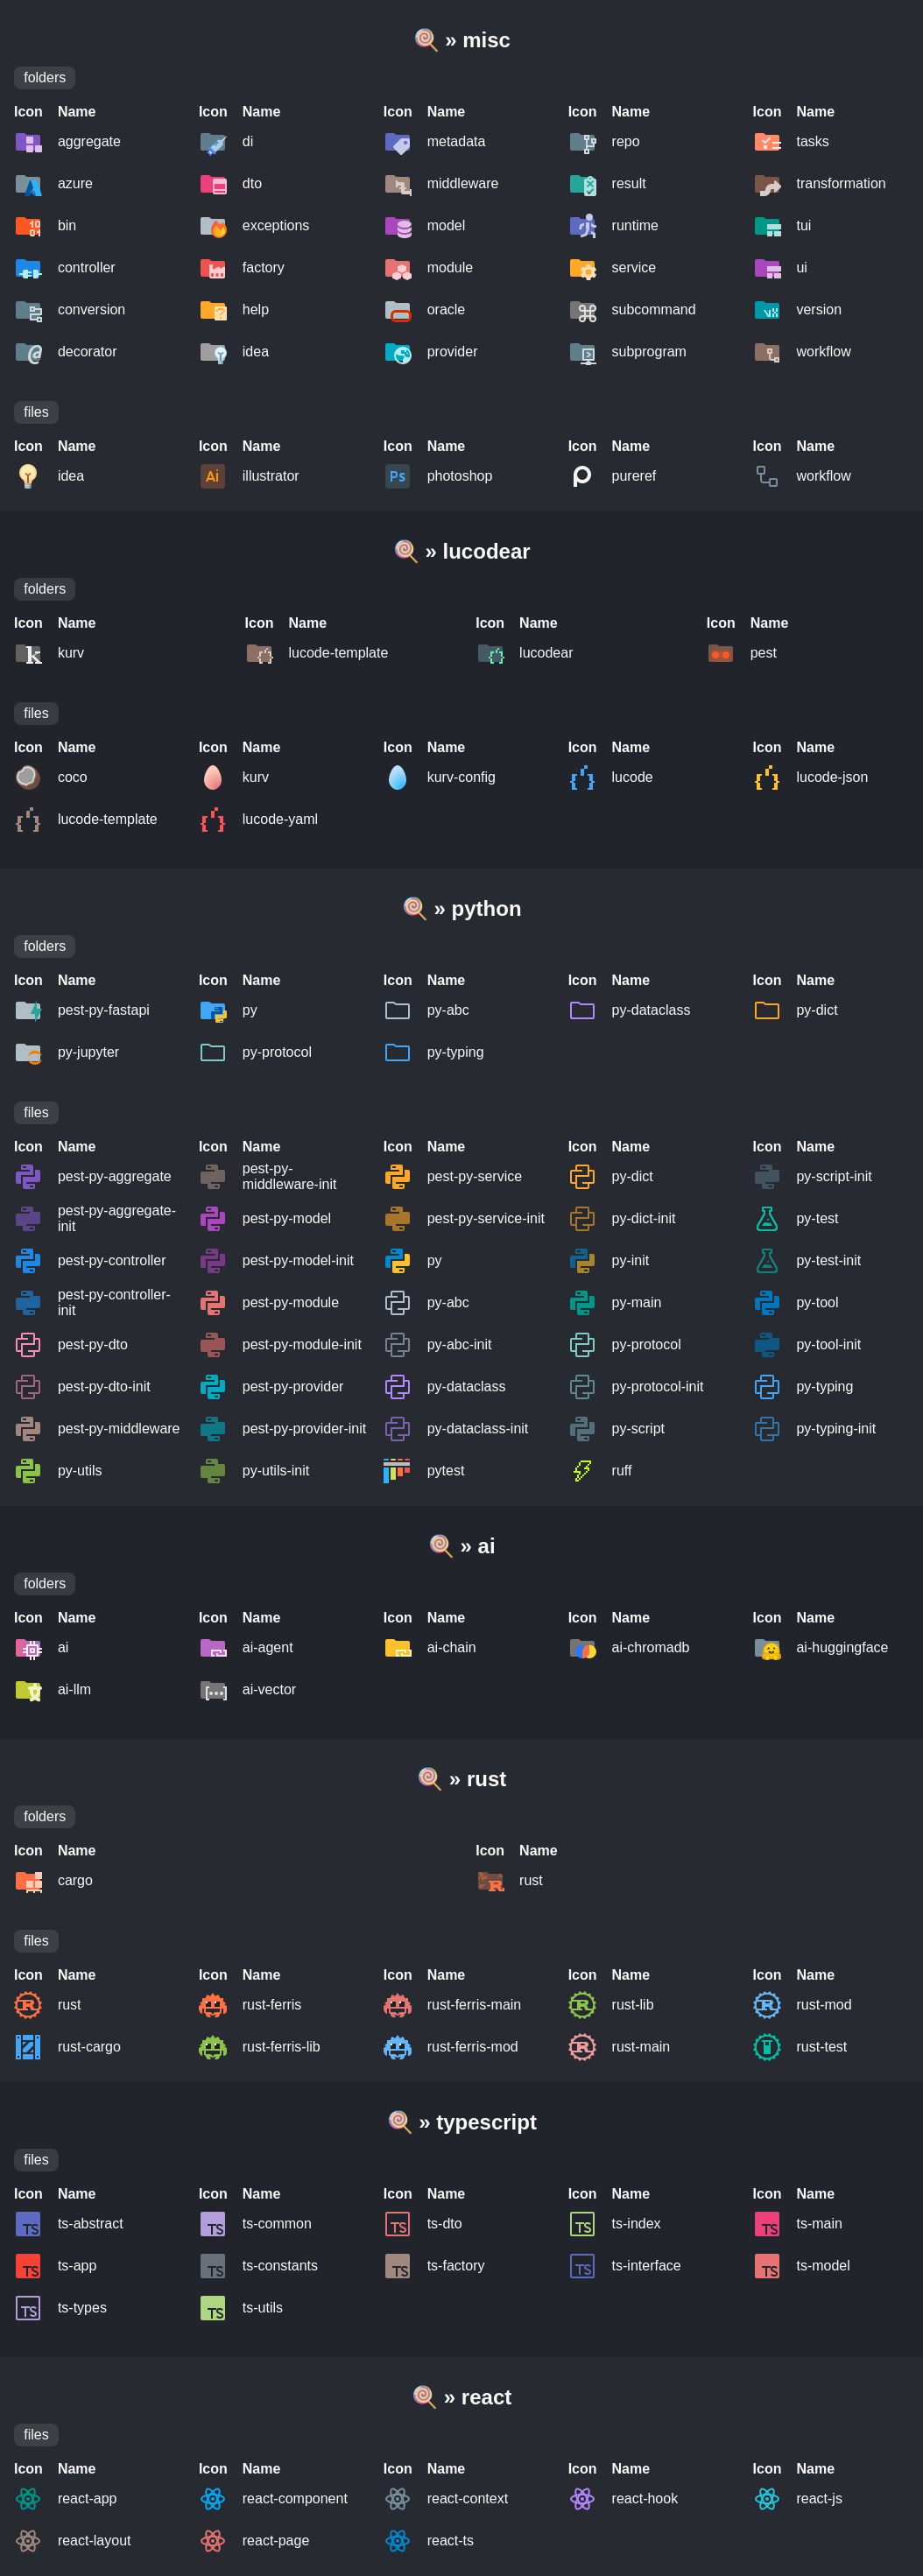 » misc
folders
Icon Name Icon Name Icon Name Icon Name Icon Name
aggregate di metadata repo tasks
azure dto middleware result transformation
bin exceptions model runtime tui
controller factory module service ui
conversion help oracle subcommand version
decorator idea provider subprogram workflow
files
Icon Name Icon Name Icon Name Icon Name Icon Name
idea Ai illustrator Ps photoshop pureref workflow
» lucodear
folders
Icon Name Icon Name Icon Name Icon Name
k kurv lucode-template lucodear pest
files
Icon Name Icon Name Icon Name Icon Name Icon Name
coco kurv kurv-config lucode lucode-json
lucode-template lucode-yaml
» python
folders
Icon Name Icon Name Icon Name Icon Name Icon Name
pest-py-fastapi py py-abc py-dataclass py-dict
py-jupyter py-protocol py-typing
files
Icon Name Icon Name Icon Name Icon Name Icon Name
pest-py-aggregate pest-py-middleware-init pest-py-service py-dict py-script-init
pest-py-aggregate-init pest-py-model pest-py-service-init py-dict-init py-test
pest-py-controller pest-py-model-init py py-init py-test-init
pest-py-controller-init pest-py-module py-abc py-main py-tool
pest-py-dto pest-py-module-init py-abc-init py-protocol py-tool-init
pest-py-dto-init pest-py-provider py-dataclass py-protocol-init py-typing
pest-py-middleware pest-py-provider-init py-dataclass-init py-script py-typing-init
py-utils py-utils-init pytest ruff
» ai
folders
Icon Name Icon Name Icon Name Icon Name Icon Name
ai ai-agent ai-chain ai-chromadb ai-huggingface
ai-llm ai-vector
» rust
folders
Icon Name Icon Name
cargo R rust
files
Icon Name Icon Name Icon Name Icon Name Icon Name
R rust rust-ferris rust-ferris-main R rust-lib R rust-mod
rust-cargo rust-ferris-lib rust-ferris-mod R rust-main rust-test
» typescript
files
Icon Name Icon Name Icon Name Icon Name Icon Name
TS ts-abstract TS ts-common TS ts-dto TS ts-index TS ts-main
TS ts-app TS ts-constants TS ts-factory TS ts-interface TS ts-model
TS ts-types TS ts-utils
» react
files
Icon Name Icon Name Icon Name Icon Name Icon Name
react-app react-component react-context react-hook react-js
react-layout react-page react-ts